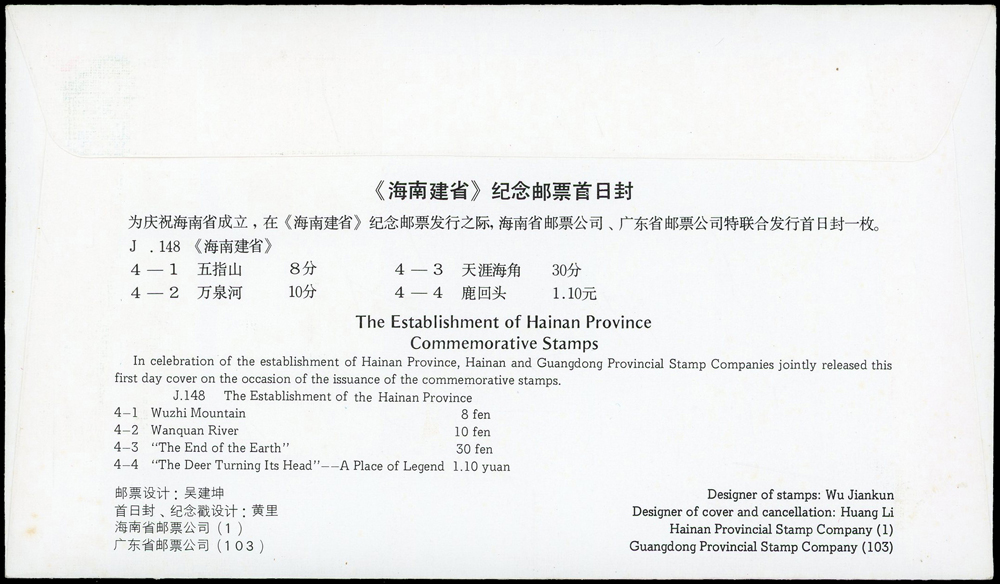 《海南建省》纪念邮票首日封
为庆祝海南省成立，在《海南建省》纪念邮票发行之际，海南省邮票公司、广东省邮票公司特联合发行首日封一枚。
J .148 《海南建省》
4 — 1 五指山 8分 4 — 3 天涯海角 30分
4 — 2 万泉河 10分 4 — 4 鹿回头 1.10元
The Establishment of Hainan Province
Commemorative Stamps
In celebration of the establishment of Hainan Province, Hainan and Guangdong Provincial Stamp Companies jointly released this
first day cover on the occasion of the issuance of the commemorative stamps.
J.148 The Establishment of the Hainan Province
4–1 Wuzhi Mountain 8 fen
4–2 Wanquan River 10 fen
4–3 “The End of the Earth” 30 fen
4–4 “The Deer Turning Its Head”––A Place of Legend 1.10 yuan
邮票设计：吴建坤
首日封、纪念戳设计：黄里
海南省邮票公司（1）
广东省邮票公司（103）
Designer of stamps: Wu Jiankun
Designer of cover and cancellation: Huang Li
Hainan Provincial Stamp Company (1)
Guangdong Provincial Stamp Company (103)